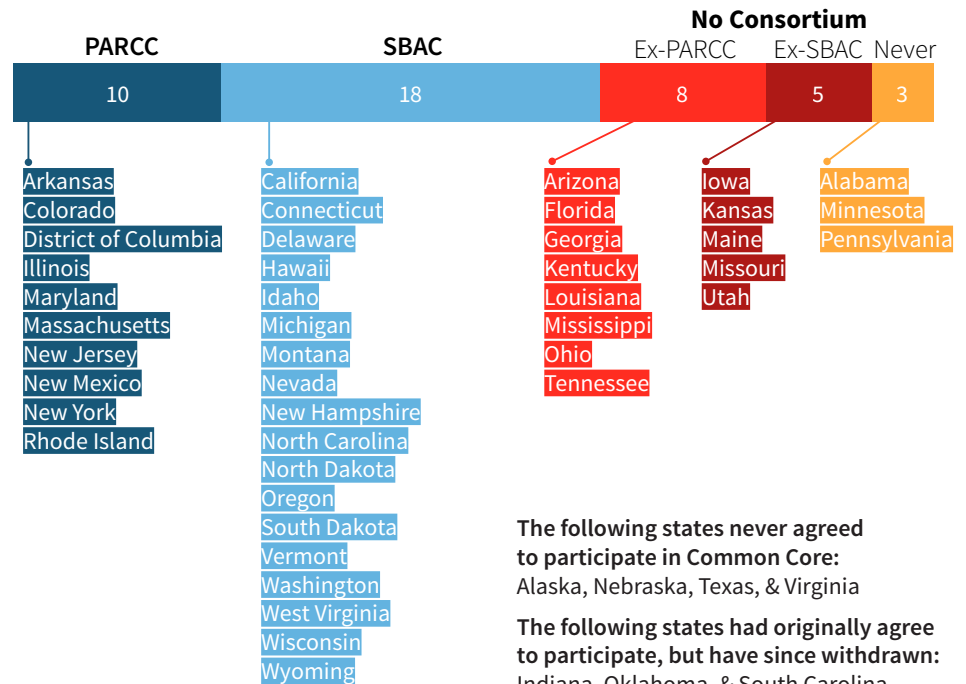 No Consortium
PARCC SBAC Ex-PARCC Ex-SBAC Never
10 18 8 5 3
Arkansas
Colorado
District of Columbia
Illinois
Maryland
Massachusetts
New Jersey
New Mexico
New York
Rhode Island
California
Connecticut
Delaware
Hawaii
Idaho
Michigan
Montana
Nevada
New Hampshire
North Carolina
North Dakota
Oregon
South Dakota
Vermont
Washington
West Virginia
Wisconsin
Wyoming
Arizona
Florida
Georgia
Kentucky
Louisiana
Mississippi
Ohio
Tennessee
Iowa
Kansas
Maine
Missouri
Utah
Alabama
Minnesota
Pennsylvania
The following states never agreed
to participate in Common Core:
Alaska, Nebraska, Texas, & Virginia
The following states had originally agree
to participate, but have since withdrawn:
Indiana, Oklahoma, & South Carolina